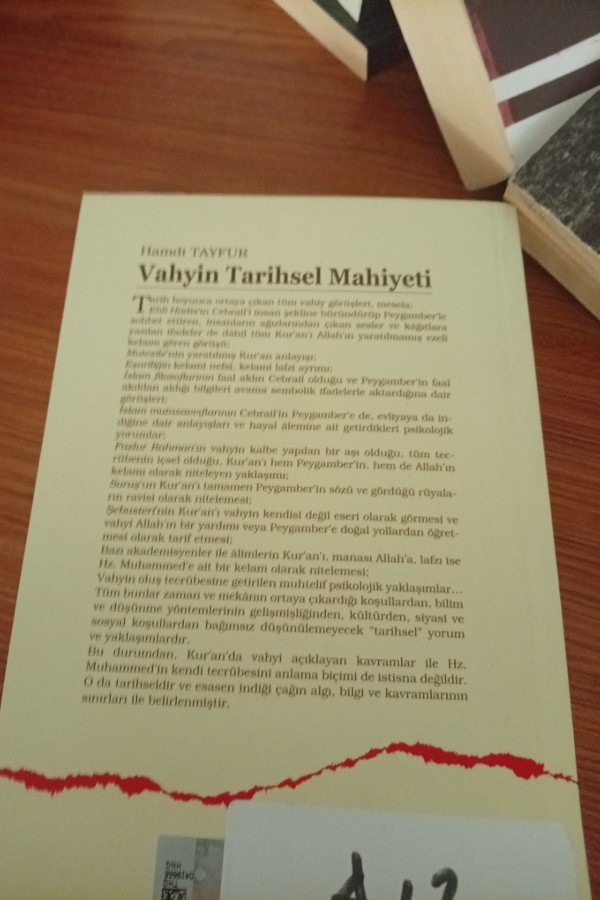 Hamdi TAYFUR
Vahyin Tarihsel Mahiyeti
Tarih boyunca ortaya çıkan tüm vahiy görüşleri, mesela:
Ehli Hadis'in Cebrail'i insan şekline büründürüp Peygamber'le
sohbet ettiren, insanların ağızlarından çıkan sesler ve kâğıtlara
yazılan ifadeler de dahil tüm Kur'an'ı Allah'ın yaratılmamış ezeli
kelamı gören görüşü;
Mutezile'nin yaratılmış Kur'an anlayışı;
Eşariliğin kelamı nefsi, kelamı lafzi ayrımı;
İslam filozoflarının faal aklın Cebrail olduğu ve Peygamber'in faal
akıldan aldığı bilgileri avama sembolik ifadelerle aktardığına dair
görüşleri;
İslam mutasavvıflarının Cebrail'in Peygamber'e de, evliyaya da in-
diğine dair anlayışları ve hayal âlemine ait getirdikleri psikolojik
yorumlar;
Fazlur Rahman'ın vahyin kalbe yapılan bir aşı olduğu, tüm tec-
rübenin içsel olduğu, Kur'an'ı hem Peygamber'in, hem de Allah'ın
kelamı olarak niteleyen yaklaşımı;
Suruş'un Kur'an'ı tamamen Peygamber'in sözü ve gördüğü rüyala-
rın ravisi olarak nitelemesi;
Şebusteri'nin Kur'an'ı vahyin kendisi değil eseri olarak görmesi ve
vahyi Allah'ın bir yardımı veya Peygamber'e doğal yollardan öğret-
mesi olarak tarif etmesi;
Bazı akademisyenler ile âlimlerin Kur'an'ı, manası Allah'a, lafzı ise
Hz. Muhammed'e ait bir kelam olarak nitelemesi;
Vahyin oluş tecrübesine getirilen muhtelif psikolojik yaklaşımlar...
Tüm bunlar zaman ve mekânın ortaya çıkardığı koşullardan, bilim
ve düşünme yöntemlerinin gelişmişliğinden, kültürden, siyasi ve
sosyal koşullardan bağımsız düşünülemeyecek "tarihsel" yorum
ve yaklaşımlardır.
Bu durumdan, Kur'an'da vahyi açıklayan kavramlar ile Hz.
Muhammed'in kendi tecrübesini anlama biçimi de istisna değildir.
O da tarihseldir ve esasen indiği çağın algı, bilgi ve kavramlarının
sınırları ile belirlenmiştir.